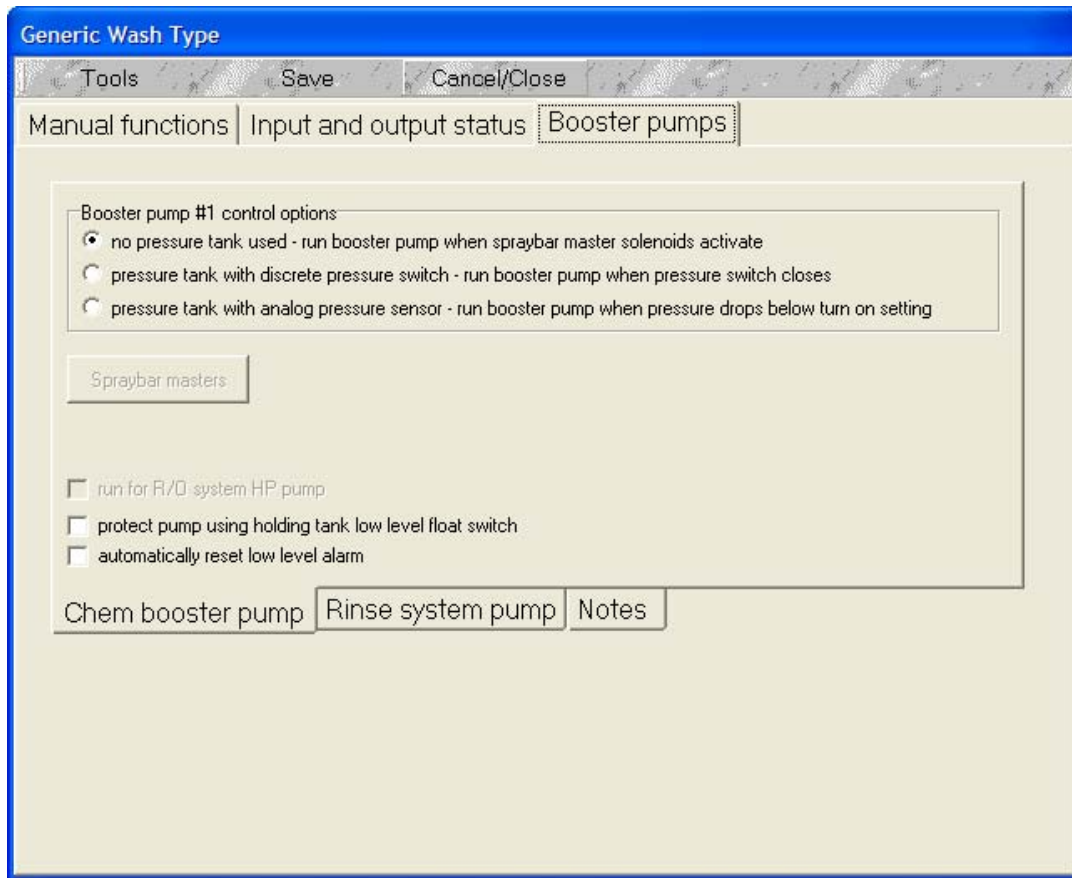 Generic Wash Type
Tools Save Cancel/Close
Manual functions Input and output status Booster pumps
Booster pump #1 control options
no pressure tank used - run booster pump when spraybar master solenoids activate
pressure tank with discrete pressure switch - run booster pump when pressure switch closes
pressure tank with analog pressure sensor - run booster pump when pressure drops below turn on setting
Spraybar masters
run for R/O system HP pump
protect pump using holding tank low level float switch
automatically reset low level alarm
Chem booster pump Rinse system pump Notes